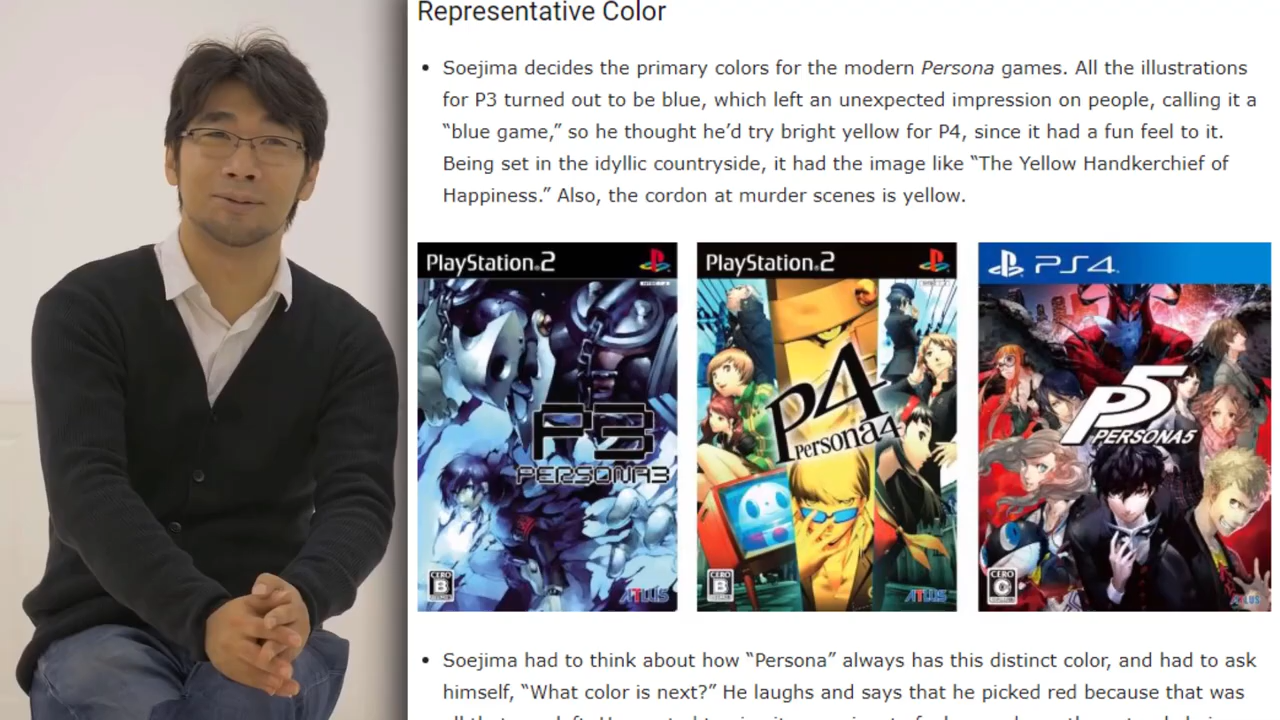 Representative Color
• Soejima decides the primary colors for the modern Persona games. All the illustrations
for P3 turned out to be blue, which left an unexpected impression on people, calling it a
“blue game,” so he thought he’d try bright yellow for P4, since it had a fun feel to it.
Being set in the idyllic countryside, it had the image like “The Yellow Handkerchief of
Happiness.” Also, the cordon at murder scenes is yellow.
PlayStation.2
P3
PERSONA3
CERO
B
ATLUS
PlayStation.2
P4
Persona4
CERO
B
ATLUS
PS4
P5
PERSONA5
CERO
C
ATLUS
• Soejima had to think about how “Persona” always has this distinct color, and had to ask
himself, “What color is next?” He laughs and says that he picked red because that was